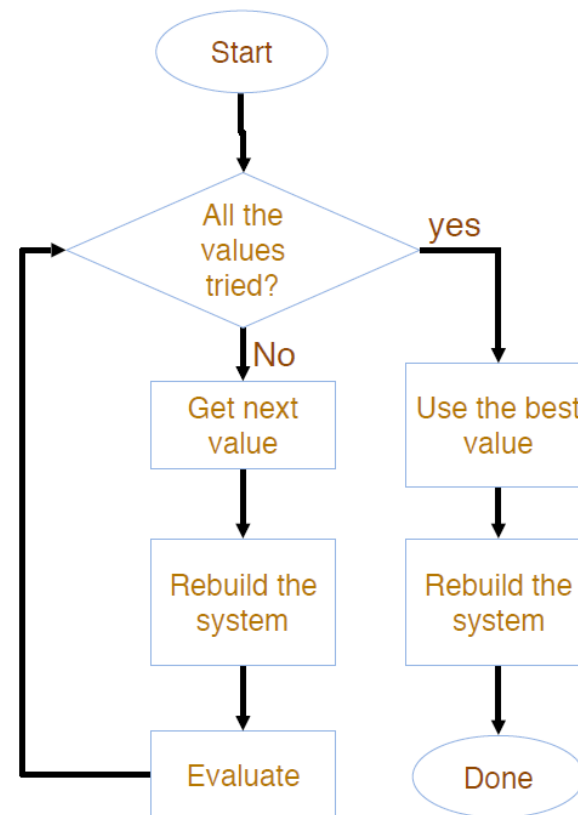 Start
All the
values
tried?
yes
No
Get next
value
Use the best
value
Rebuild the
system
Rebuild the
system
Evaluate
Done